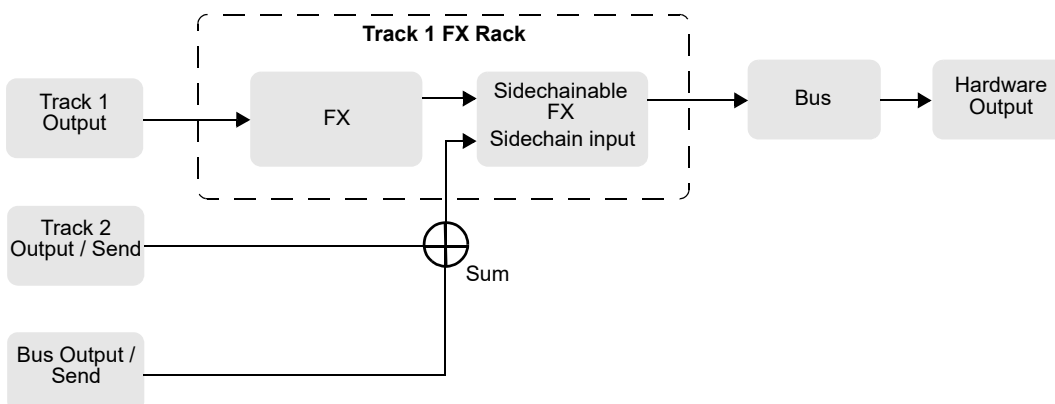 Track 1 FX Rack
Track 1
Output
FX
Sidechainable
FX
Sidechain input
Bus
Hardware
Output
Track 2
Output / Send
Sum
Bus Output /
Send